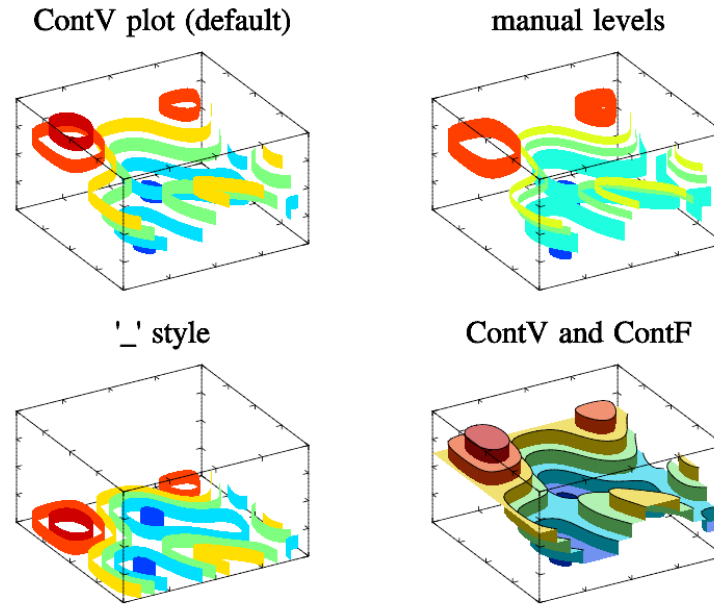 ContV plot (default)
manual levels
'_' style
ContV and ContF